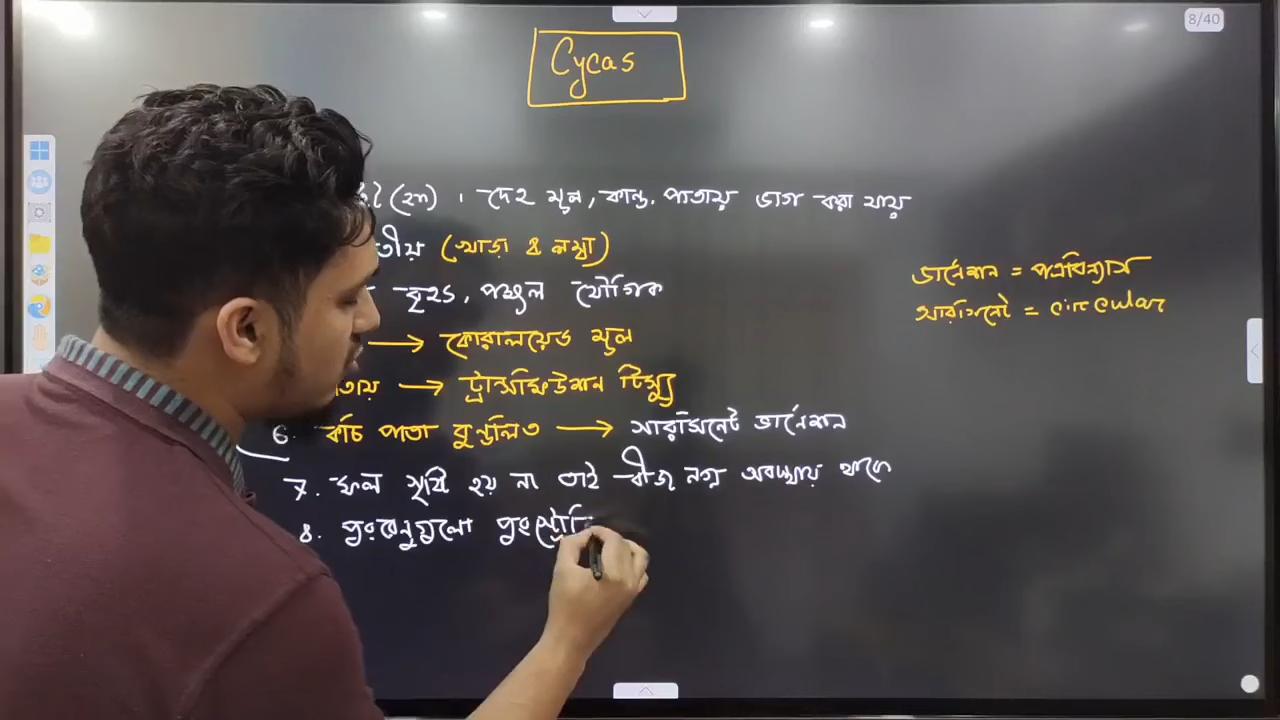 8/40
Cycas
(2n) । দেহ মূল, কান্ড, পাতায় ভাগ করা যায়
(খাড়া & লম্বা)
বৃহৎ, পক্ষল যৌগিক
→ কোরালয়েড মূল
→ ট্রান্সফিউশন টিস্যু
6. কচি পাতা কুন্ডলিত → সারসিনেট ভার্নেশন
7. ফল সৃষ্টি হয় না তাই বীজ নগ্ন অবস্থায় থাকে
8. পুংরেনুগুলো
ভার্নেশন = পত্রবিন্যাস
সারসিনেট = circular